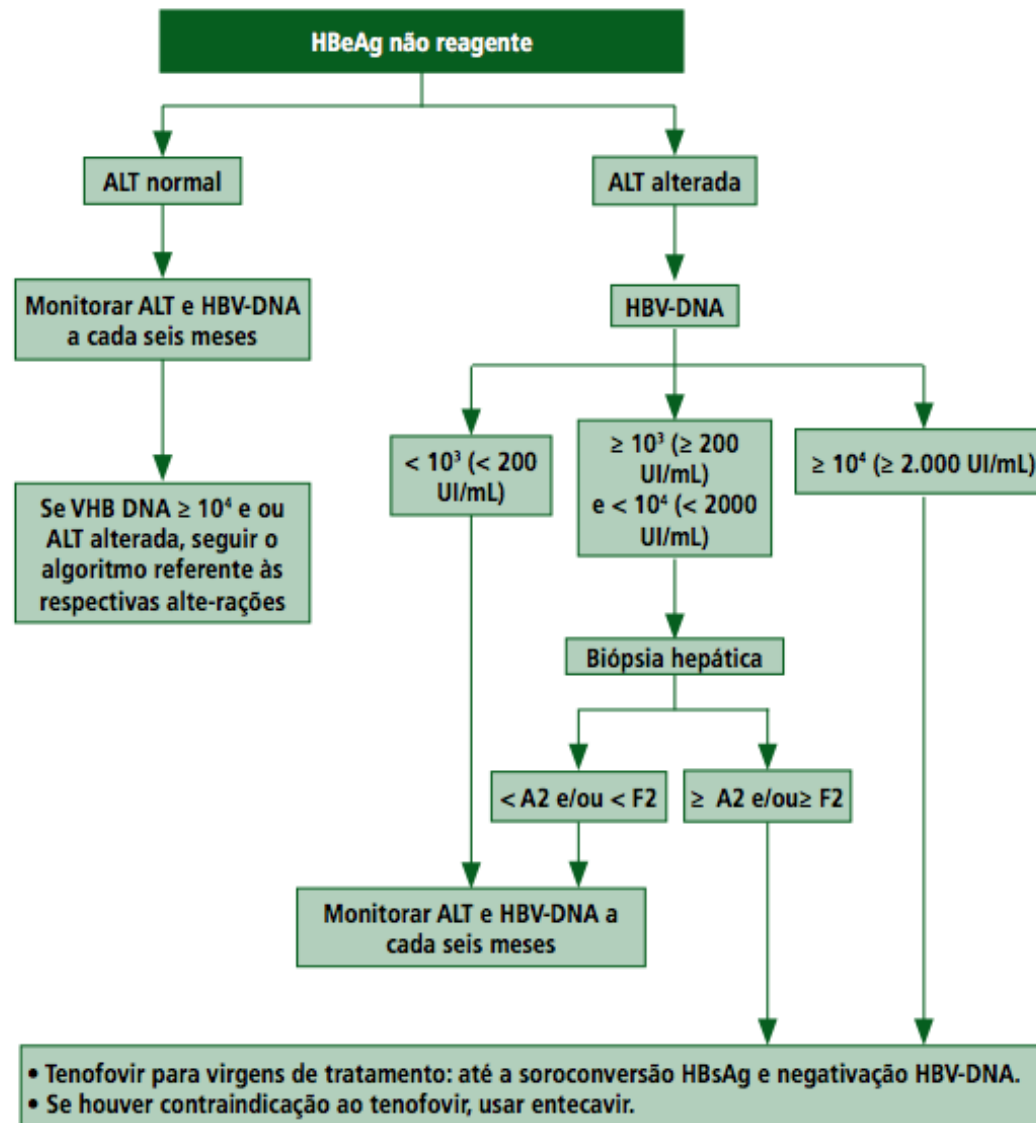 HBeAg não reagente
ALT normal
ALT alterada
Monitorar ALT e HBV-DNA
a cada seis meses
HBV-DNA
< 10³ (< 200
UI/mL)
≥ 10³ (≥ 200
UI/mL)
e < 10⁴ (< 2000
UI/mL)
≥ 10⁴ (≥ 2.000 UI/mL)
Se VHB DNA ≥ 10⁴ e ou
ALT alterada, seguir o
algoritmo referente às
respectivas alte-rações
Biópsia hepática
< A2 e/ou < F2
≥ A2 e/ou≥ F2
Monitorar ALT e HBV-DNA a
cada seis meses
• Tenofovir para virgens de tratamento: até a soroconversão HBsAg e negativação HBV-DNA.
• Se houver contraindicação ao tenofovir, usar entecavir.